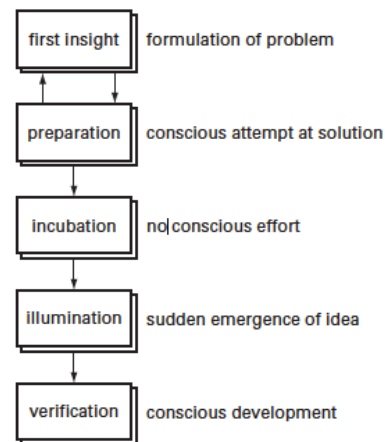 first insight formulation of problem
preparation conscious attempt at solution
incubation no conscious effort
illumination sudden emergence of idea
verification conscious development